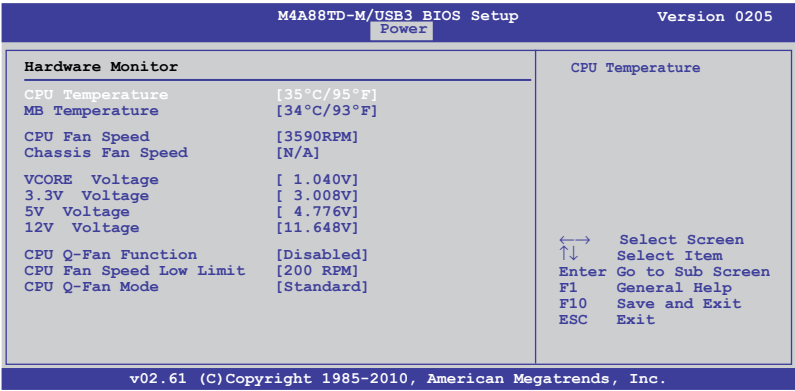 M4A88TD-M/USB3 BIOS Setup Version 0205
Power
Hardware Monitor
CPU Temperature [35°C/95°F]
MB Temperature [34°C/93°F]
CPU Fan Speed [3590RPM]
Chassis Fan Speed [N/A]
VCORE Voltage [ 1.040V]
3.3V Voltage [ 3.008V]
5V Voltage [ 4.776V]
12V Voltage [11.648V]
CPU Q-Fan Function [Disabled]
CPU Fan Speed Low Limit [200 RPM]
CPU Q-Fan Mode [Standard]
CPU Temperature
←→ Select Screen
↑↓ Select Item
Enter Go to Sub Screen
F1 General Help
F10 Save and Exit
ESC Exit
v02.61 (C)Copyright 1985-2010, American Megatrends, Inc.